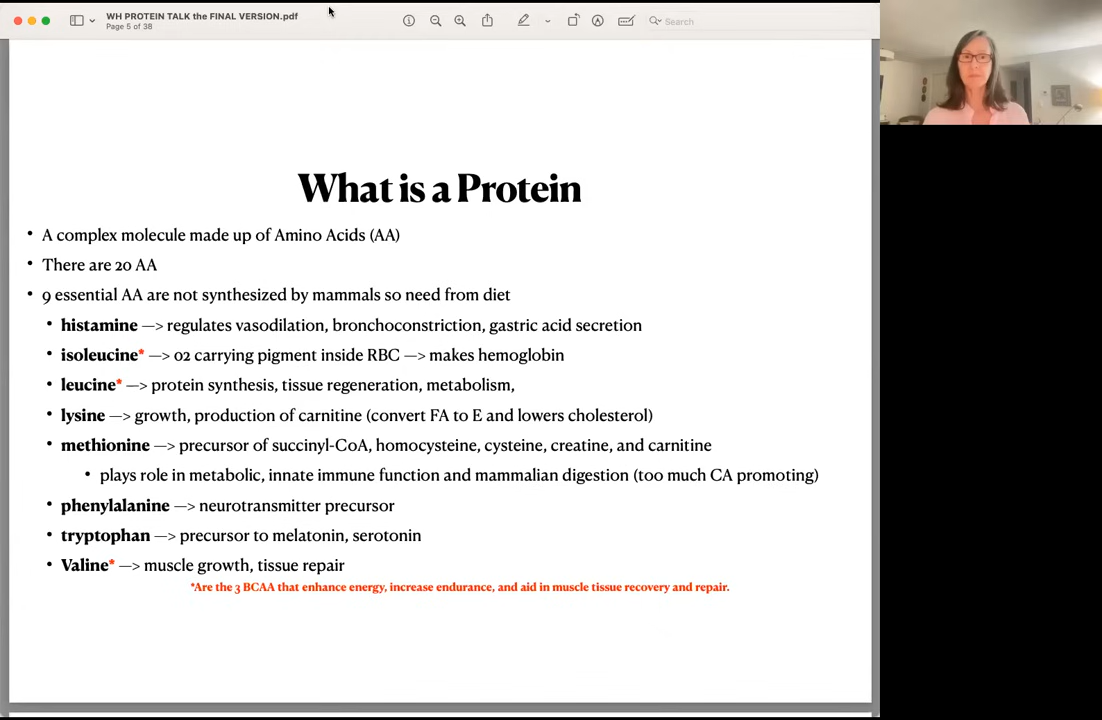 WH PROTEIN TALK the FINAL VERSION.pdf
Page 5 of 38
Search
What is a Protein
• A complex molecule made up of Amino Acids (AA)
• There are 20 AA
• 9 essential AA are not synthesized by mammals so need from diet
• histamine —> regulates vasodilation, bronchoconstriction, gastric acid secretion
• isoleucine* —> 02 carrying pigment inside RBC —> makes hemoglobin
• leucine* —> protein synthesis, tissue regeneration, metabolism,
• lysine —> growth, production of carnitine (convert FA to E and lowers cholesterol)
• methionine —> precursor of succinyl-CoA, homocysteine, cysteine, creatine, and carnitine
• plays role in metabolic, innate immune function and mammalian digestion (too much CA promoting)
• phenylalanine —> neurotransmitter precursor
• tryptophan —> precursor to melatonin, serotonin
• Valine* —> muscle growth, tissue repair
*Are the 3 BCAA that enhance energy, increase endurance, and aid in muscle tissue recovery and repair.